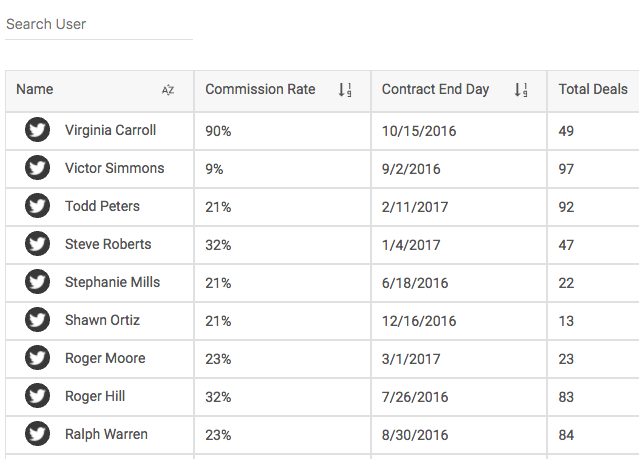 Search User
Name Commission Rate Contract End Day Total Deals
Virginia Carroll 90% 10/15/2016 49
Victor Simmons 9% 9/2/2016 97
Todd Peters 21% 2/11/2017 92
Steve Roberts 32% 1/4/2017 47
Stephanie Mills 21% 6/18/2016 22
Shawn Ortiz 21% 12/16/2016 13
Roger Moore 23% 3/1/2017 23
Roger Hill 32% 7/26/2016 83
Ralph Warren 23% 8/30/2016 84